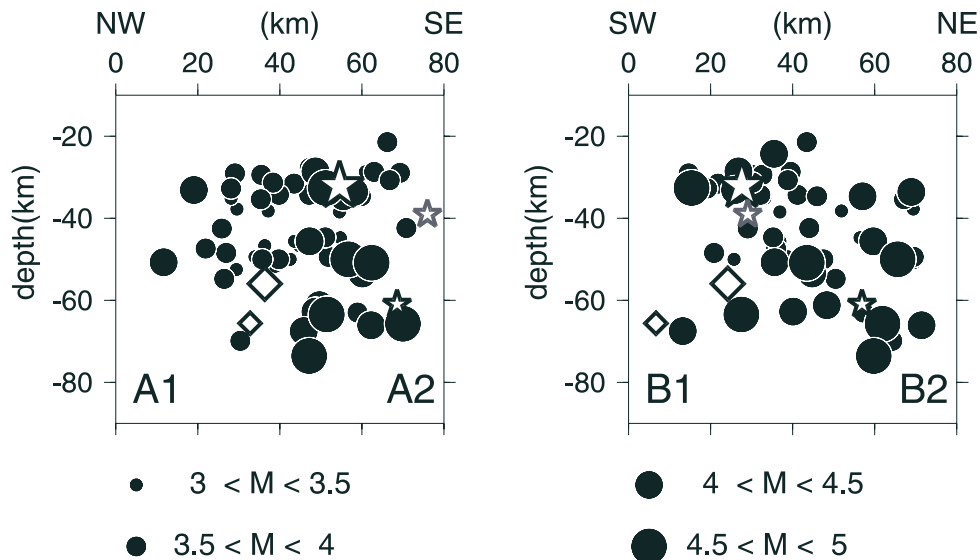 NW (km) SE
0 20 40 60 80
-20
-40
-60
-80
depth(km)
A1 A2
3 < M < 3.5
3.5 < M < 4
SW (km) NE
0 20 40 60 80
-20
-40
-60
-80
depth(km)
B1 B2
4 < M < 4.5
4.5 < M < 5